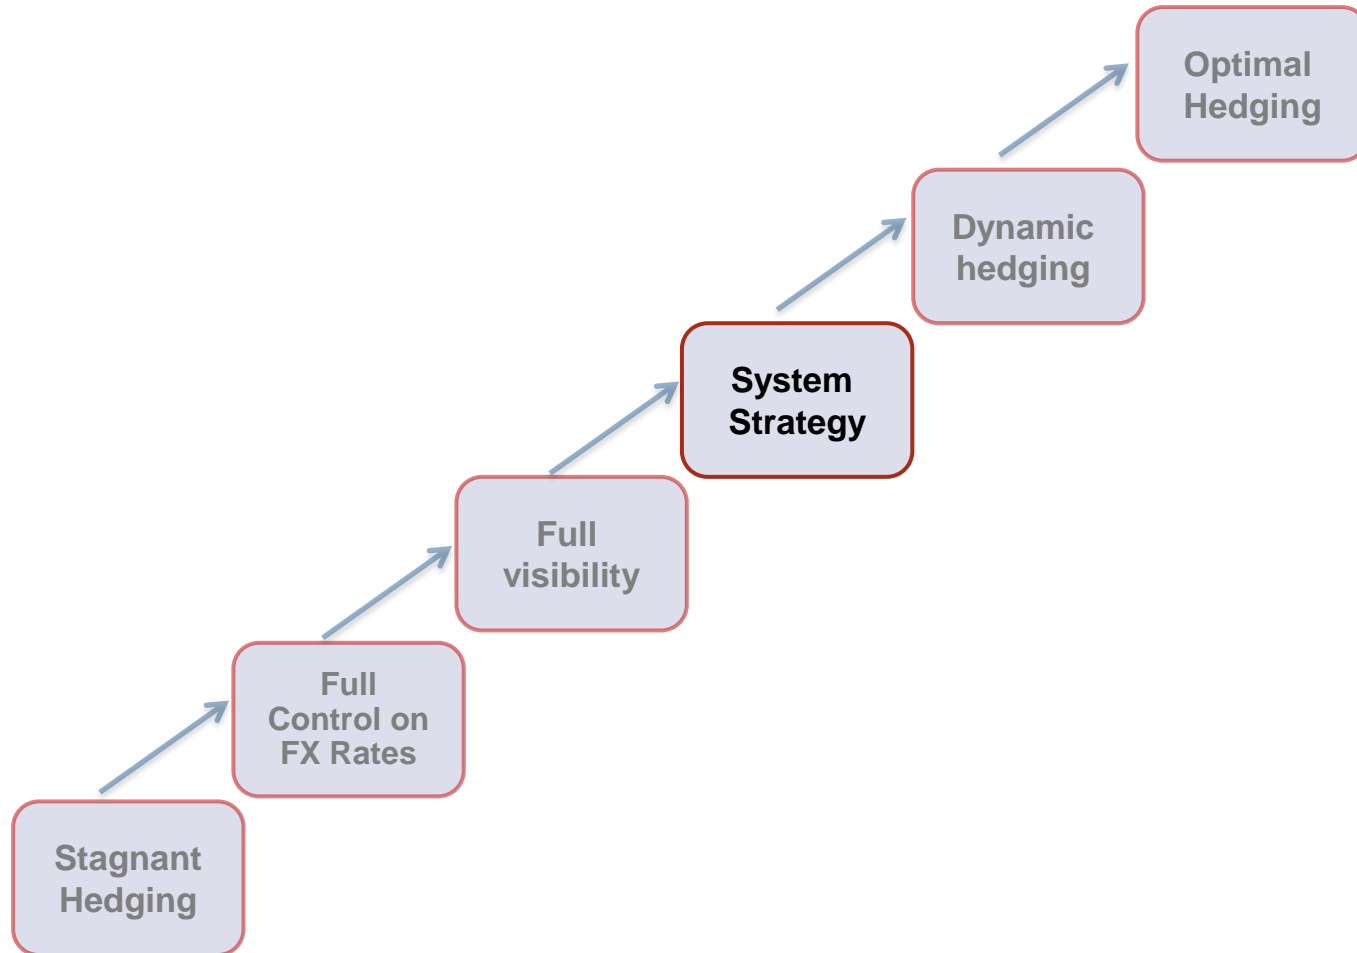 Optimal
Hedging
Dynamic
hedging
System
Strategy
Full
visibility
Full
Control on
FX Rates
Stagnant
Hedging